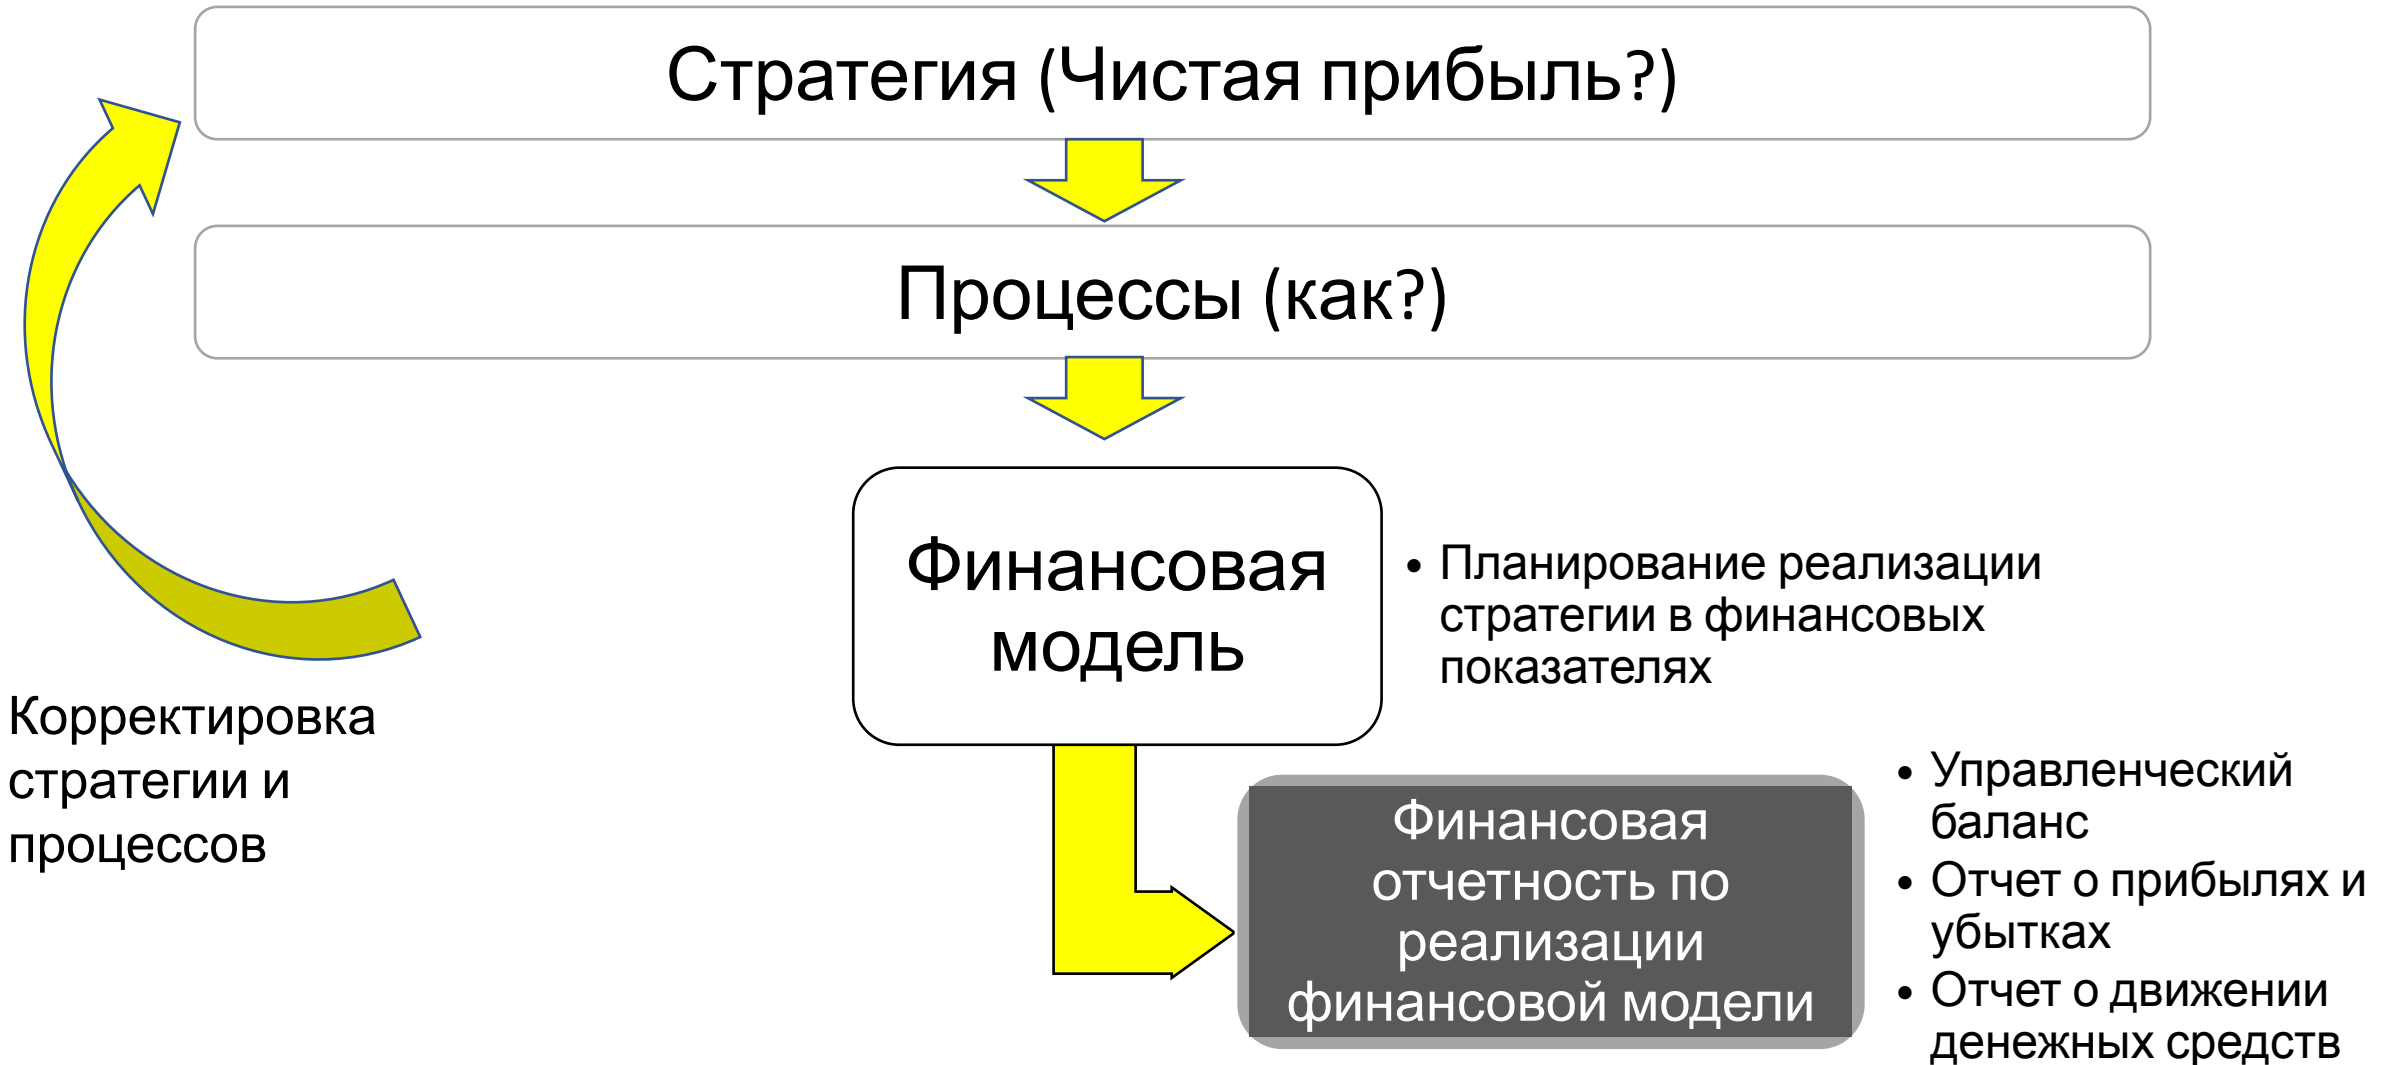 Стратегия (Чистая прибыль?)
Процессы (как?)
Финансовая
модель
• Планирование реализации
стратегии в финансовых
показателях
Корректировка
стратегии и
процессов
Финансовая
отчетность по
реализации
финансовой модели
• Управленческий
баланс
• Отчет о прибылях и
убытках
• Отчет о движении
денежных средств